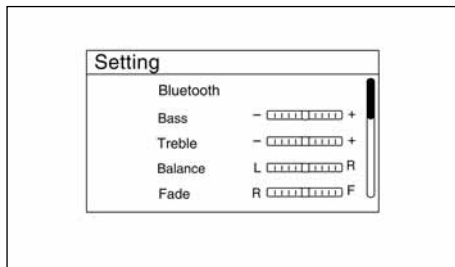 Setting
Bluetooth
Bass - +
Treble - +
Balance L R
Fade R F